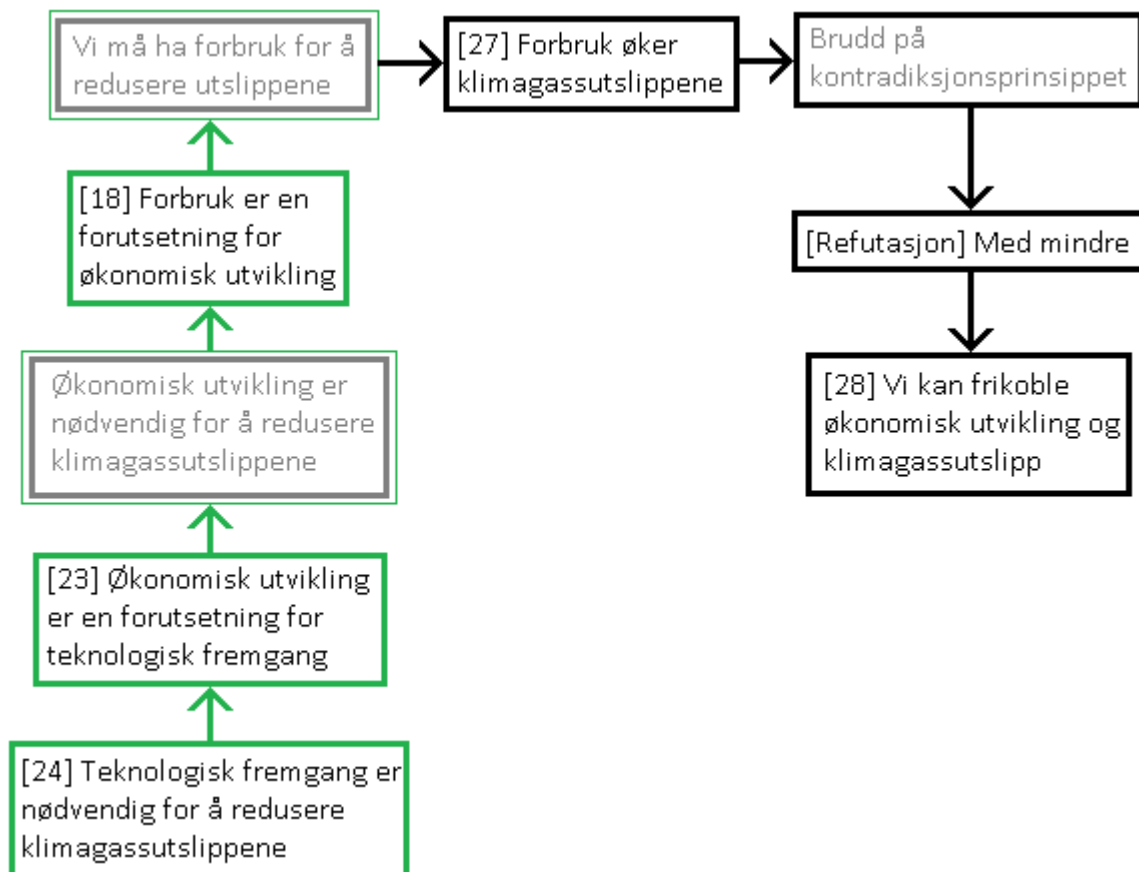 Vi må ha forbruk for å
redusere utslippene
[27] Forbruk øker
klimagassutslippene
Brudd på
kontradiksjonsprinsippet
[18] Forbruk er en
forutsetning for
økonomisk utvikling
[Refutasjon] Med mindre
Økonomisk utvikling er
nødvendig for å redusere
klimagassutslippene
[28] Vi kan frikoble
økonomisk utvikling og
klimagassutslipp
[23] Økonomisk utvikling
er en forutsetning for
teknologisk fremgang
[24] Teknologisk fremgang er
nødvendig for å redusere
klimagassutslippene